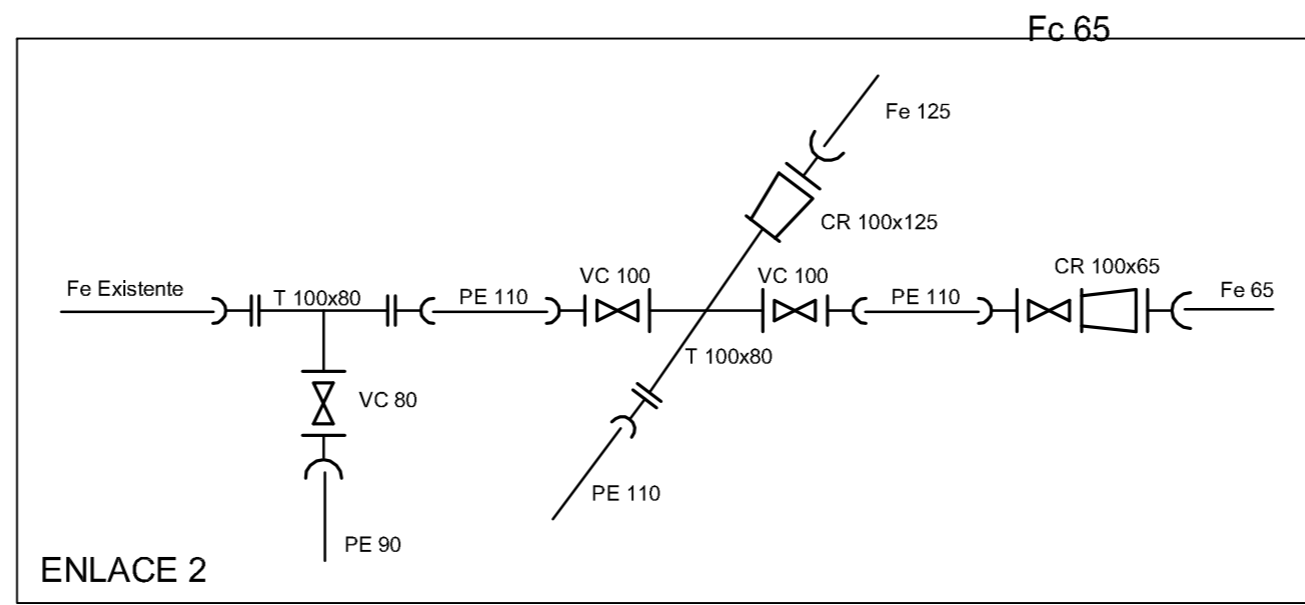 Fc 65
Fe 125
CR 100x125
Fe Existente
T 100x80
PE 110
VC 100
VC 100
PE 110
CR 100x65
Fe 65
T 100x80
VC 80
PE 110
PE 90
ENLACE 2